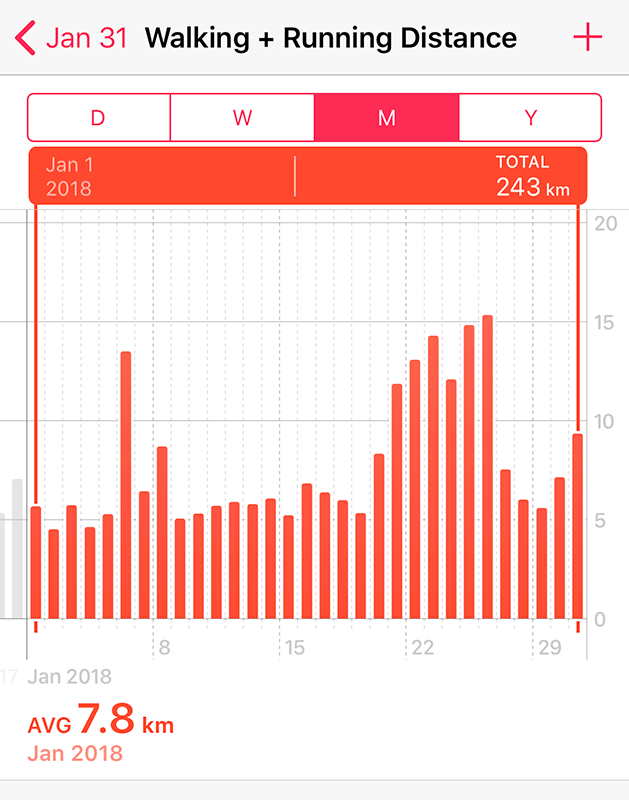 Jan 31 Walking + Running Distance +
D W M Y
Jan 1 TOTAL
2018 243 km
20
15
10
5
0
8 15 22 29
17 Jan 2018
AVG 7.8 km
Jan 2018